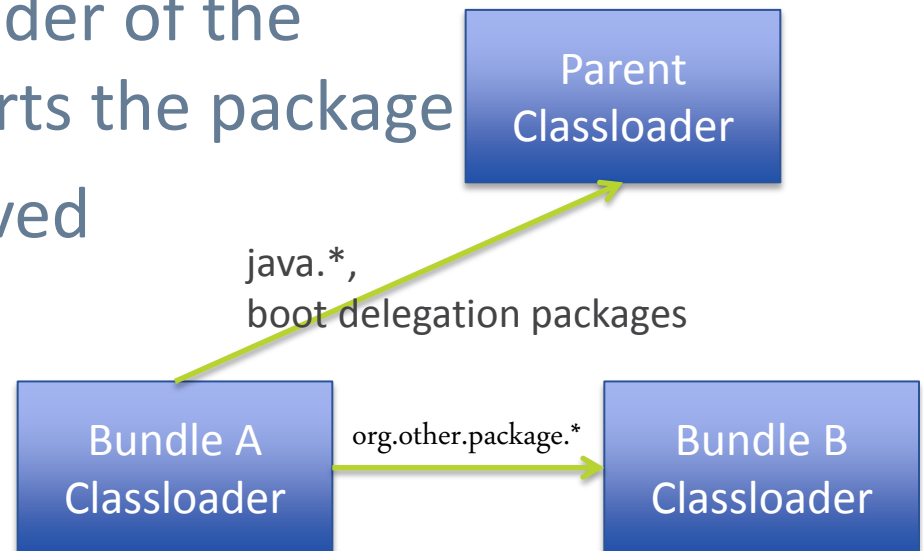 der of the
rts the package
ved
Parent
Classloader
java.*,
boot delegation packages
Bundle A
Classloader
org.other.package.*
Bundle B
Classloader